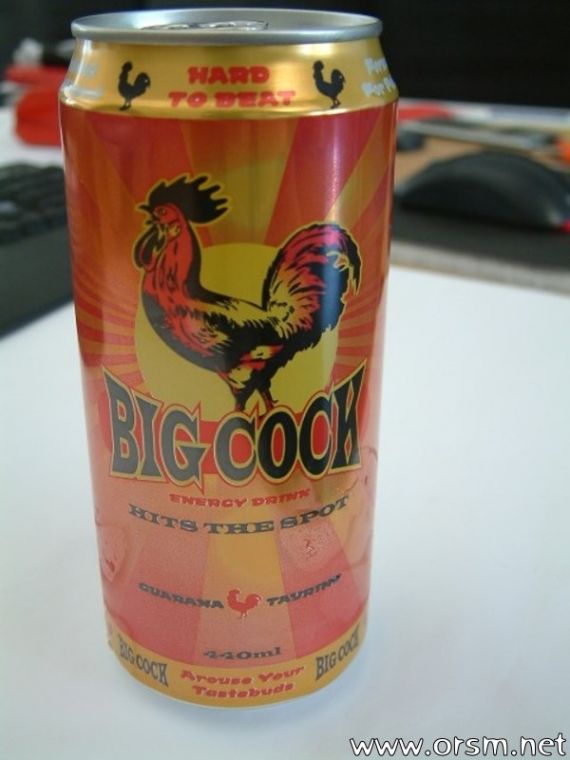 HARD
TO BEAT
BIG COCK
ENERGY DRINK
HITS THE SPOT
GUARANA TAURINE
440ml
BIG COCK
Arouse Your
Tastebuds
BIG COCK
www.orsm.net